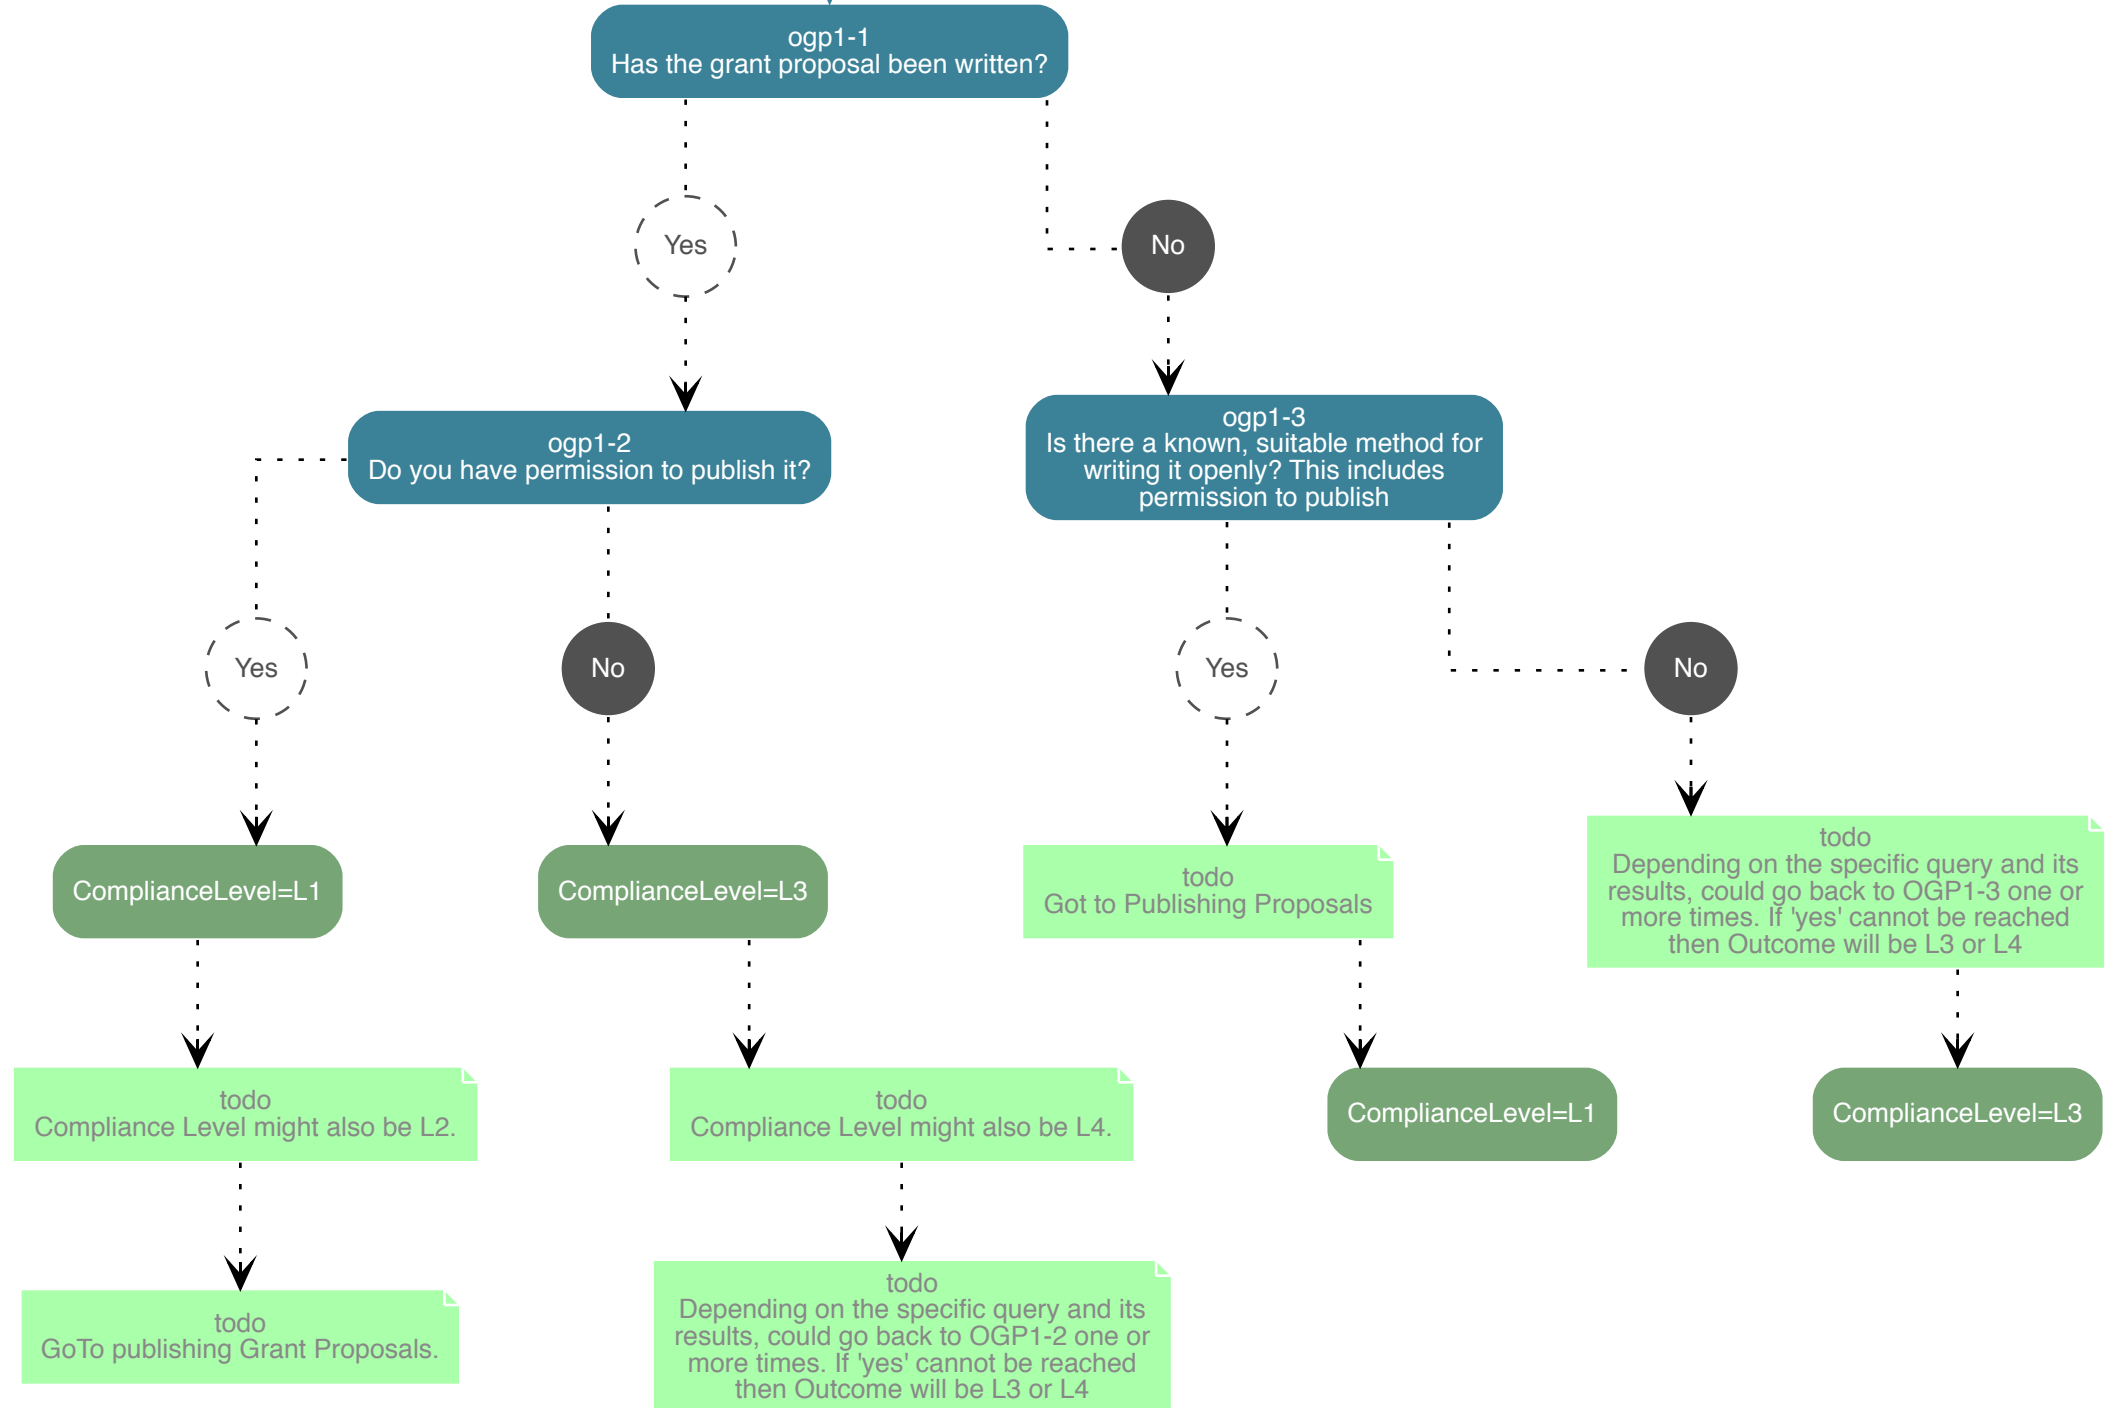 ogp1-1
Has the grant proposal been written?
Yes
No
ogp1-2
Do you have permission to publish it?
ogp1-3
Is there a known, suitable method for
writing it openly? This includes
permission to publish
Yes
No
Yes
No
ComplianceLevel=L1
ComplianceLevel=L3
todo
Got to Publishing Proposals
todo
Depending on the specific query and its
results, could go back to OGP1-3 one or
more times. If 'yes' cannot be reached
then Outcome will be L3 or L4
todo
Compliance Level might also be L2.
todo
Compliance Level might also be L4.
ComplianceLevel=L1
ComplianceLevel=L3
todo
GoTo publishing Grant Proposals.
todo
Depending on the specific query and its
results, could go back to OGP1-2 one or
more times. If 'yes' cannot be reached
then Outcome will be L3 or L4